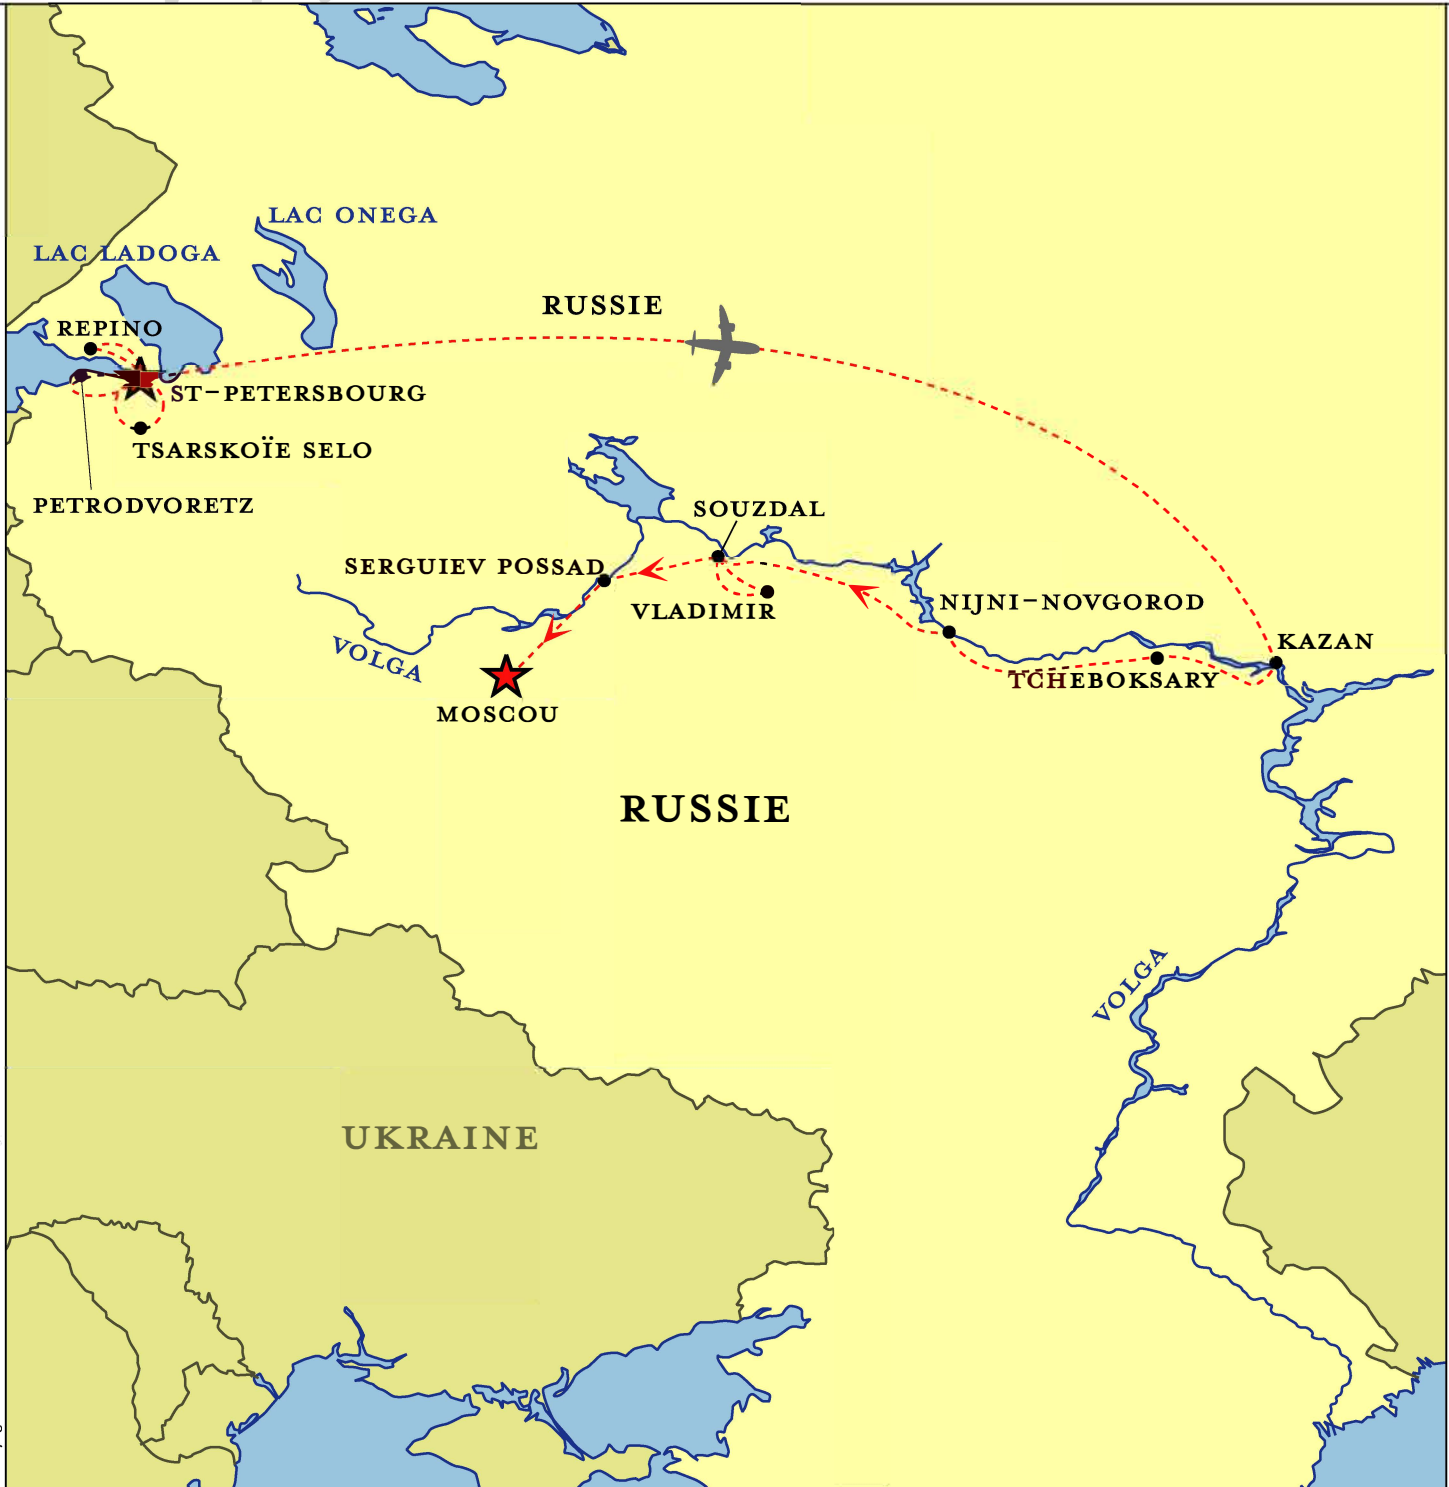 LAC ONEGA
LAC LADOGA
RUSSIE
REPINO
ST-PETERSBOURG
TSARSKOÏE SELO
PETRODVORETZ
SOUZDAL
SERGUIEV POSSAD
VLADIMIR
NIJNI-NOVGOROD
KAZAN
VOLGA
TCHEBOKSARY
MOSCOU
RUSSIE
VOLGA
UKRAINE